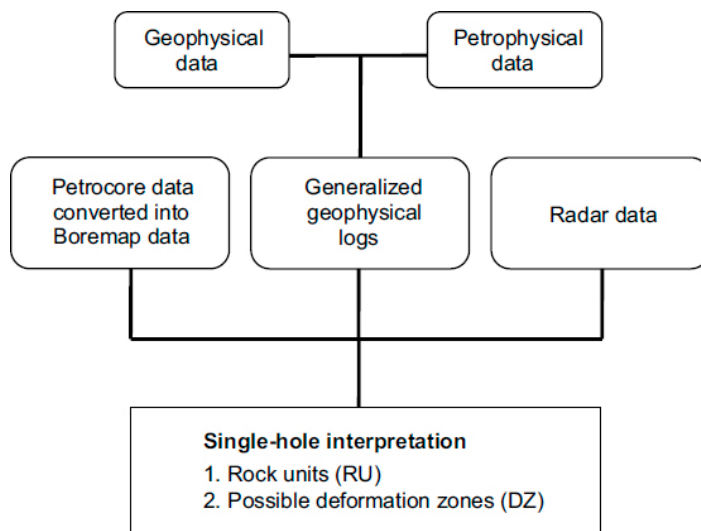 Geophysical
data
Petrophysical
data
Petrocore data
converted into
Boremap data
Generalized
geophysical
logs
Radar data
Single-hole interpretation
1. Rock units (RU)
2. Possible deformation zones (DZ)